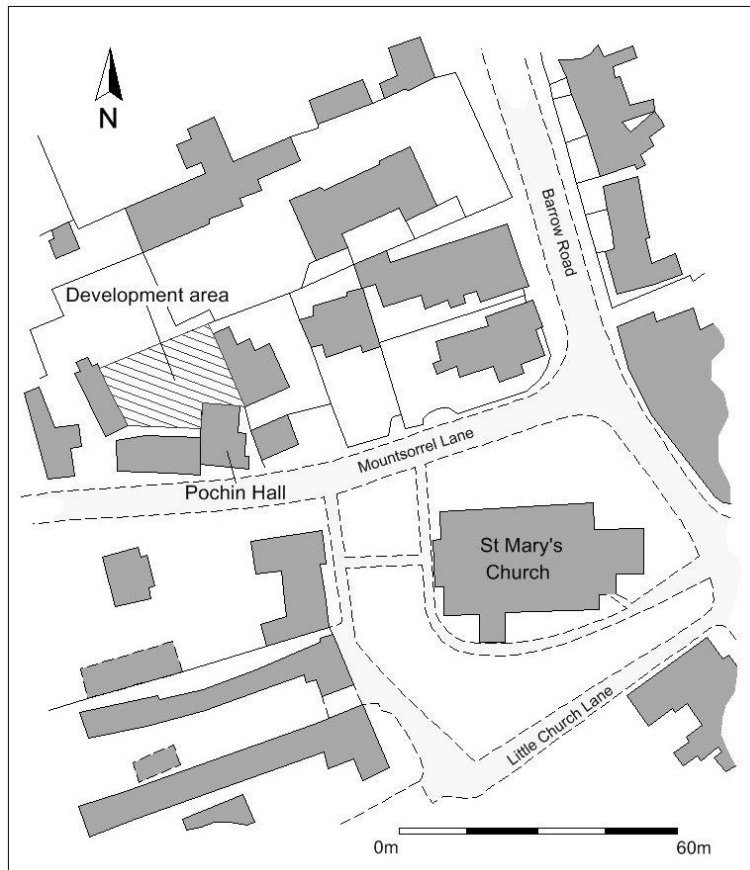 N
Barrow Road
Development area
Mountsorrel Lane
Pochin Hall
St Mary's
Church
Little Church Lane
0m
60m